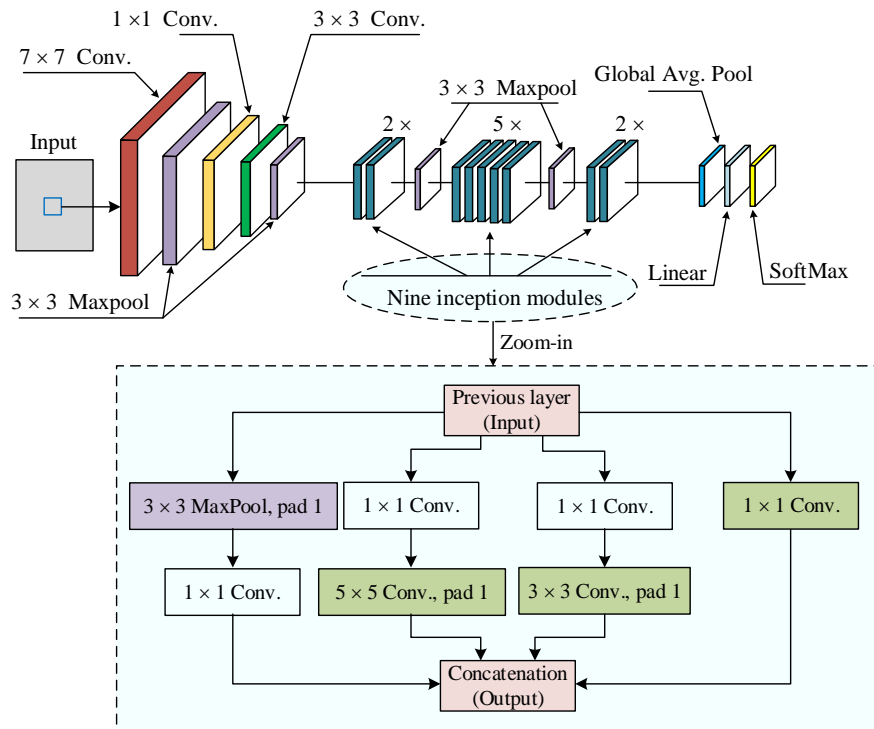 1 ×1 Conv.
3 × 3 Conv.
7 × 7 Conv.
Global Avg. Pool
3 × 3 Maxpool
Input
2 ×
5 ×
2 ×
Linear
SoftMax
3 × 3 Maxpool
Nine inception modules
Zoom-in
Previous layer
(Input)
3 × 3 MaxPool, pad 1
1 × 1 Conv.
1 × 1 Conv.
1 × 1 Conv.
1 × 1 Conv.
5 × 5 Conv., pad 1
3 × 3 Conv., pad 1
Concatenation
(Output)